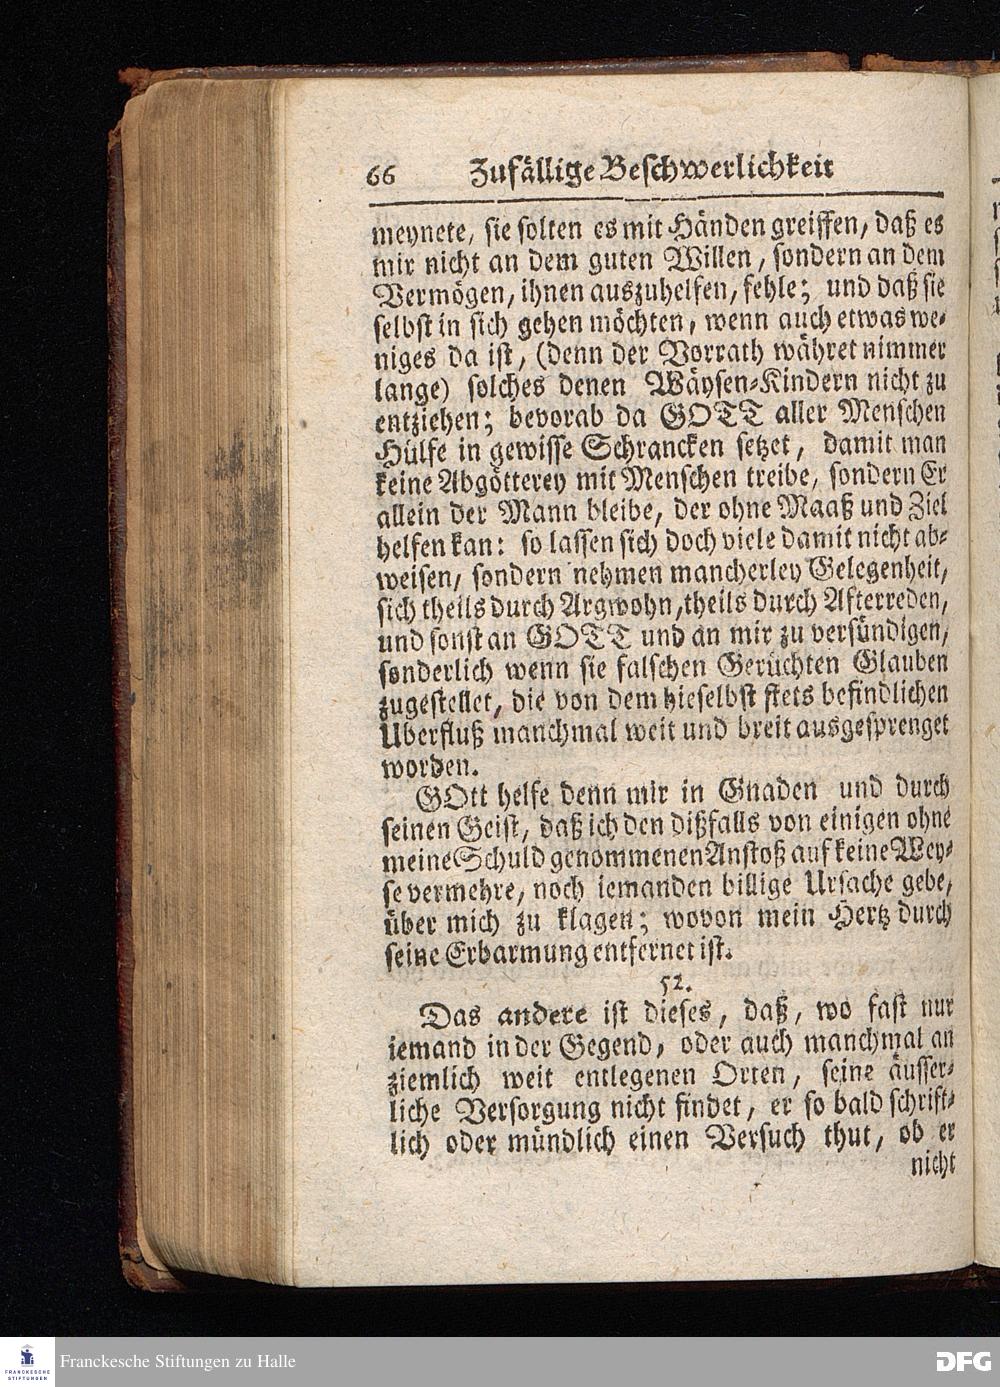 66 Zufällige Beschwerlichkeit
meynete, sie solten es mit Händen greiffen, daß es
mir nicht an dem guten Willen, sondern an dem
Vermögen, ihnen auszuhelfen, fehle; und daß sie
selbst in sich gehen möchten, wenn auch etwas we-
niges da ist, (denn der Vorrath währet nimmer
lange) solches denen Wäysen-Kindern nicht zu
entziehen; bevorab da GOTT aller Menschen
Hülfe in gewisse Schrancken setzet, damit man
keine Abgötterey mit Menschen treibe, sondern Er
allein der Mann bleibe, der ohne Maaß und Ziel
helfen kan: so lassen sich doch viele damit nicht ab-
weisen, sondern nehmen mancherley Gelegenheit,
sich theils durch Argwohn, theils durch Afterreden,
und sonst an GOTT und an mir zu versündigen,
sonderlich wenn sie falschen Gerüchten Glauben
zugestellet, die von dem hieselbst stets befindlichen
Uberfluß manchmal weit und breit ausgesprenget
worden.
GOtt helfe denn mir in Gnaden und durch
seinen Geist, daß ich den dißfalls von einigen ohne
meine Schuld genommenen Anstoß auf keine Wey-
se vermehre, noch iemanden billige Ursache gebe,
über mich zu klagen; wovon mein Hertz durch
seine Erbarmung entfernet ist.
52.
Das andere ist dieses, daß, wo fast nur
iemand in der Gegend, oder auch manchmal an
ziemlich weit entlegenen Orten, seine äusser-
liche Versorgung nicht findet, er so bald schrift-
lich oder mündlich einen Versuch thut, ob er
nicht
FRANCKESCHE
STIFTUNGEN
Franckesche Stiftungen zu Halle
DFG